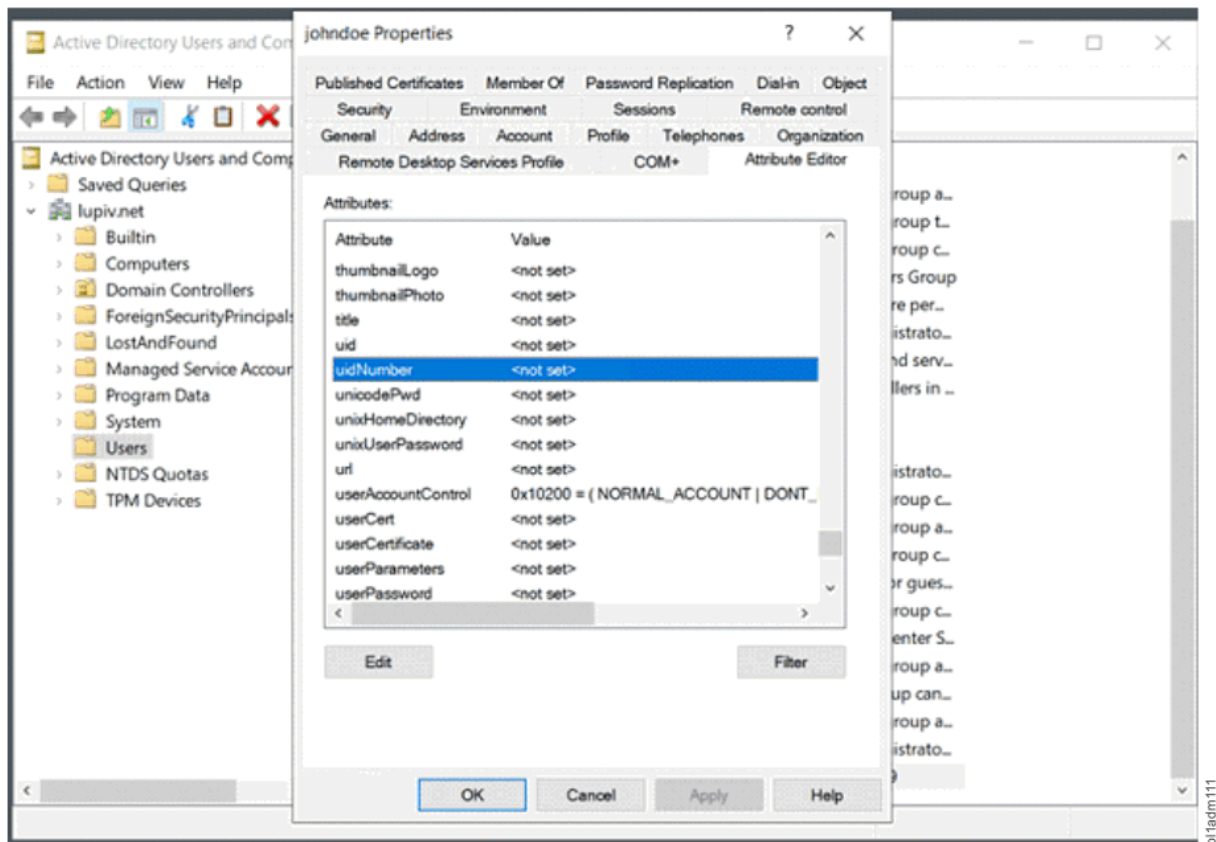 Active Directory Users and Con
File Action View Help
Active Directory Users and Comp
Saved Queries
lupiv.net
Builtin
Computers
Domain Controllers
ForeignSecurityPrincipals
LostAndFound
Managed Service Accour
Program Data
System
Users
NTDS Quotas
TPM Devices
johndoe Properties
?
Published Certificates Member Of Password Replication Dial-in Object
Security Environment Sessions Remote control
General Address Account Profile Telephones Organization
Remote Desktop Services Profile COM+ Attribute Editor
Attributes:
Attribute Value
thumbnailLogo <not set>
thumbnailPhoto <not set>
title <not set>
uid <not set>
uidNumber <not set>
unicodePwd <not set>
unixHomeDirectory <not set>
unixUserPassword <not set>
url <not set>
userAccountControl 0x10200 = ( NORMAL_ACCOUNT | DONT_
userCert <not set>
userCertificate <not set>
userParameters <not set>
userPassword <not set>
Edit Filter
OK Cancel Apply Help
roup a...
roup t...
roup c...
rs Group
re per...
istrato...
nd serv...
llers in ...
istrato...
roup c...
roup a...
roup c...
or gues...
roup c...
enter S...
roup a...
up can...
roup a...
istrato...
bl1adm111